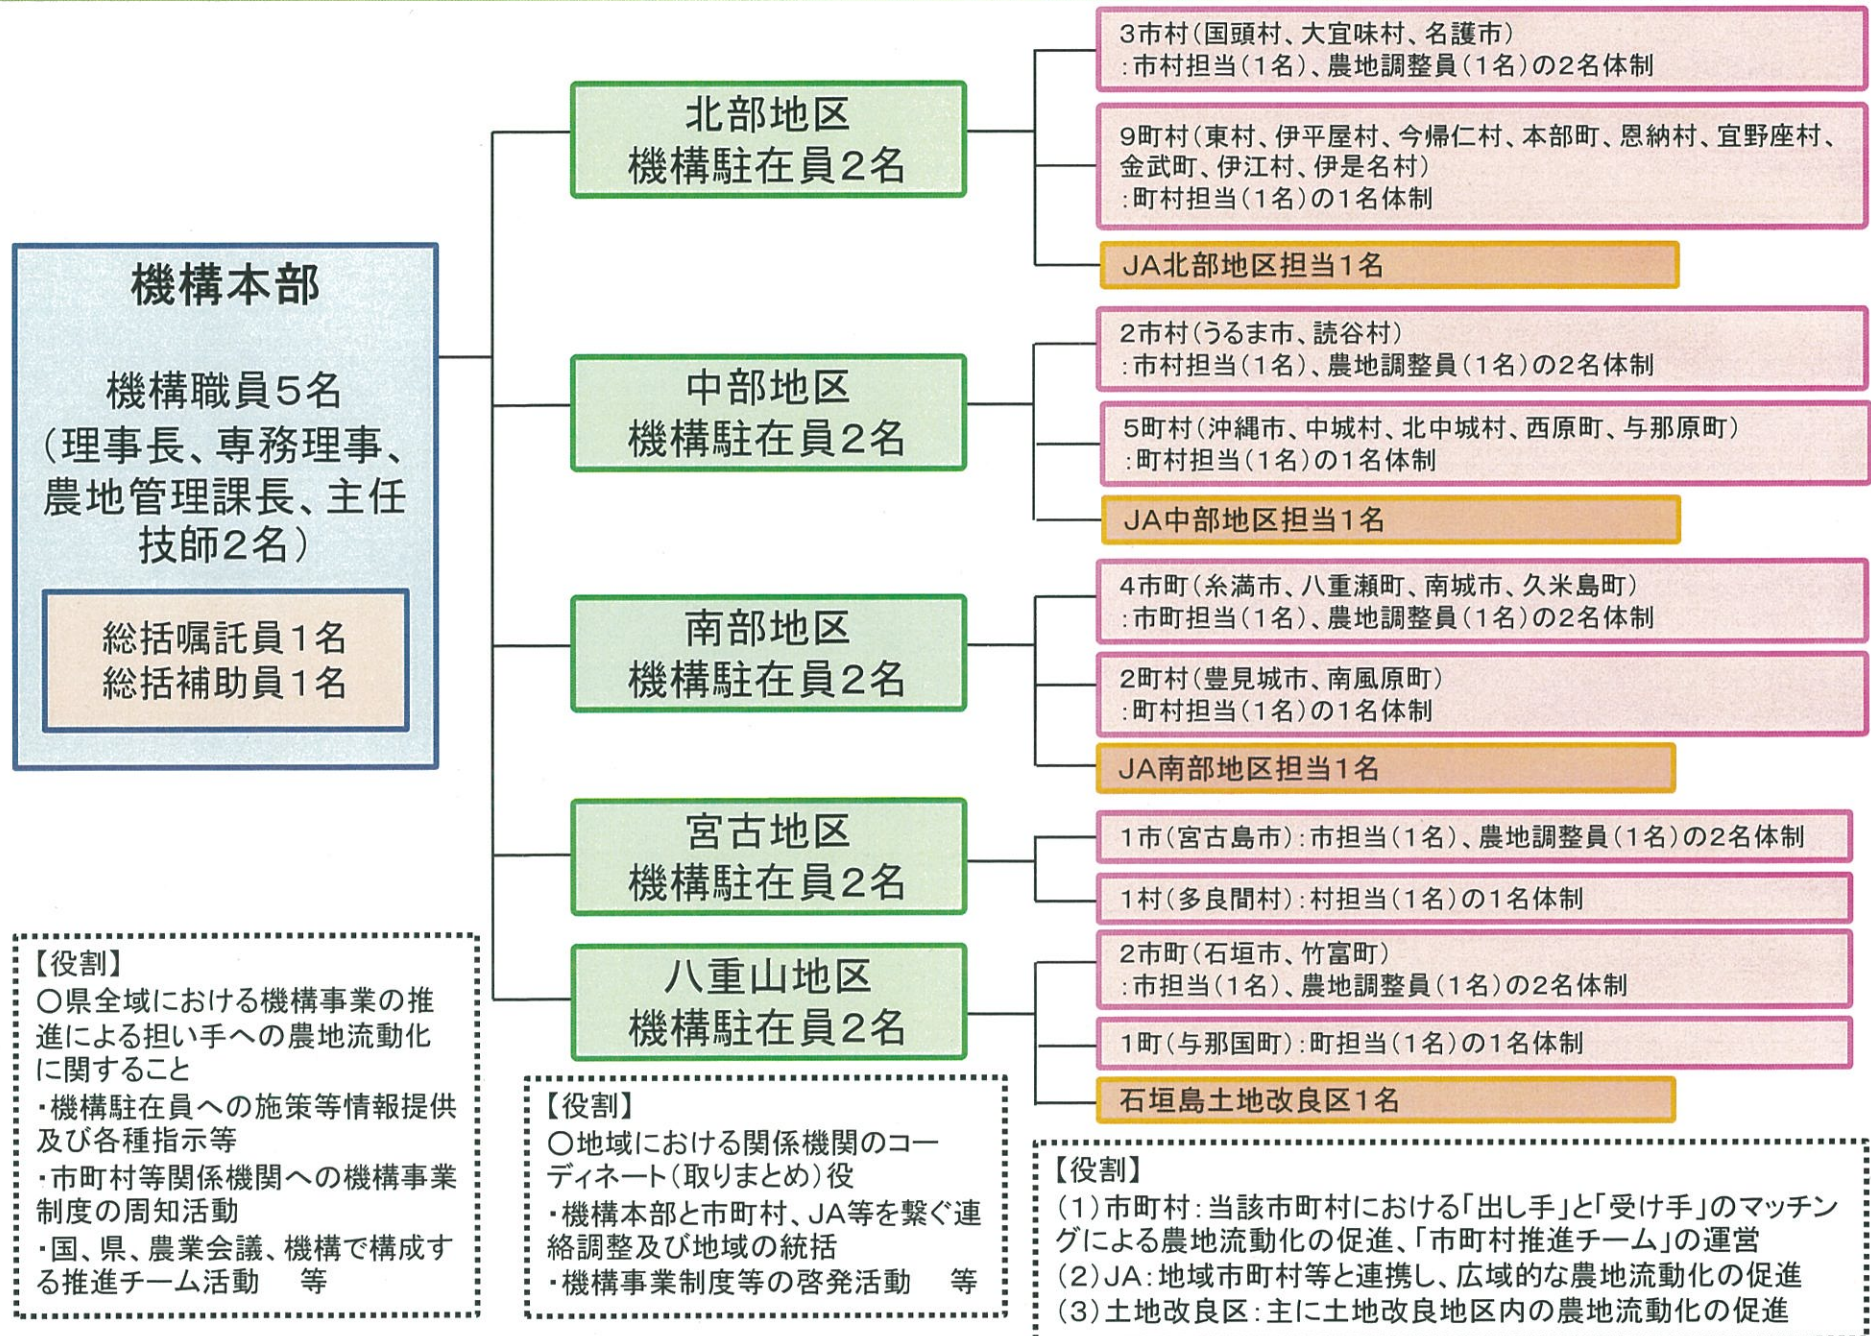 機構本部
機構職員5名
(理事長、専務理事、
農地管理課長、主任
技師2名)
総括嘱託員1名
総括補助員1名
【役割】
○県全域における機構事業の推
進による担い手への農地流動化
に関すること
・機構駐在員への施策等情報提供
及び各種指示等
・市町村等関係機関への機構事業
制度の周知活動
・国、県、農業会議、機構で構成す
る推進チーム活動 等
北部地区
機構駐在員2名
中部地区
機構駐在員2名
南部地区
機構駐在員2名
宮古地区
機構駐在員2名
八重山地区
機構駐在員2名
【役割】
○地域における関係機関のコー
ディネート(取りまとめ)役
・機構本部と市町村、JA等を繋ぐ連
絡調整及び地域の統括
・機構事業制度等の啓発活動 等
3市村(国頭村、大宜味村、名護市)
:市村担当(1名)、農地調整員(1名)の2名体制
9町村(東村、伊平屋村、今帰仁村、本部町、恩納村、宜野座村、
金武町、伊江村、伊是名村)
:町村担当(1名)の1名体制
JA北部地区担当1名
2市村(うるま市、読谷村)
:市村担当(1名)、農地調整員(1名)の2名体制
5町村(沖縄市、中城村、北中城村、西原町、与那原町)
:町村担当(1名)の1名体制
JA中部地区担当1名
4市町(糸満市、八重瀬町、南城市、久米島町)
:市町担当(1名)、農地調整員(1名)の2名体制
2町村(豊見城市、南風原町)
:町村担当(1名)の1名体制
JA南部地区担当1名
1市(宮古島市):市担当(1名)、農地調整員(1名)の2名体制
1村(多良間村):村担当(1名)の1名体制
2市町(石垣市、竹富町)
:市担当(1名)、農地調整員(1名)の2名体制
1町(与那国町):町担当(1名)の1名体制
石垣島土地改良区1名
【役割】
(1)市町村:当該市町村における「出し手」と「受け手」のマッチン
グによる農地流動化の促進、「市町村推進チーム」の運営
(2)JA:地域市町村等と連携し、広域的な農地流動化の促進
(3)土地改良区:主に土地改良地区内の農地流動化の促進